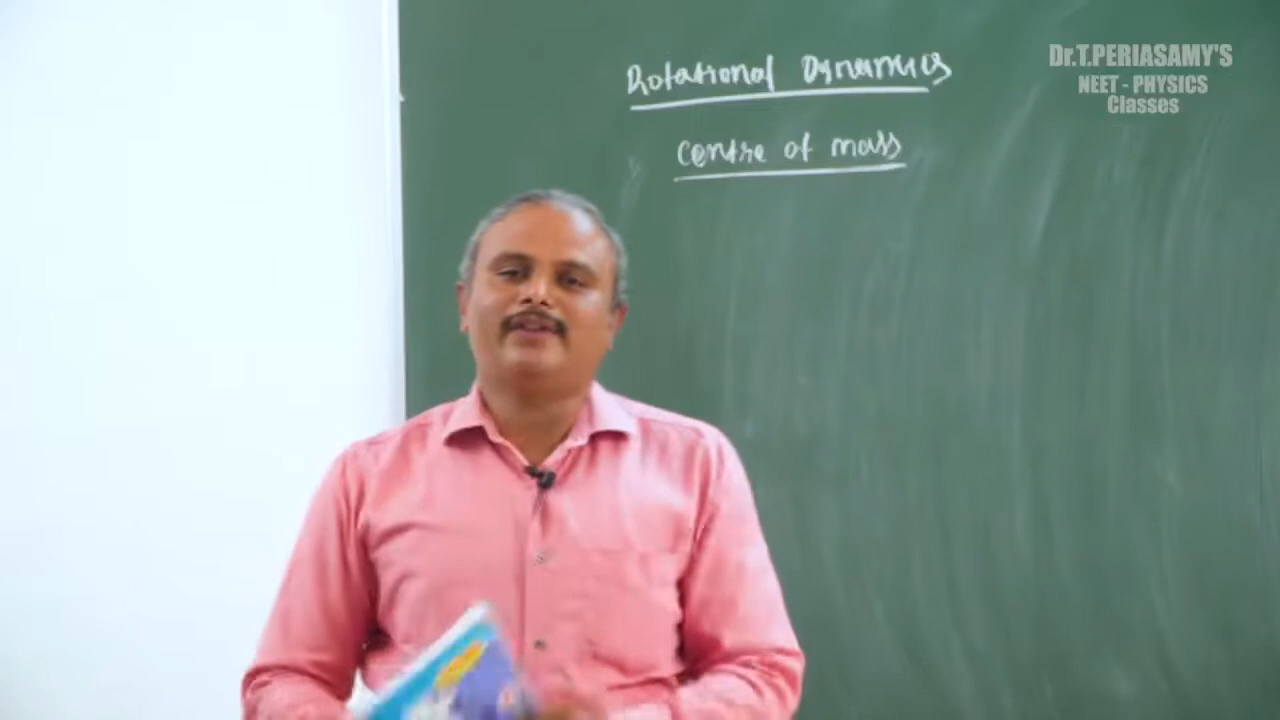 Rotational Dynamics
Centre of mass
Dr.T.PERIASAMY'S
NEET - PHYSICS
Classes